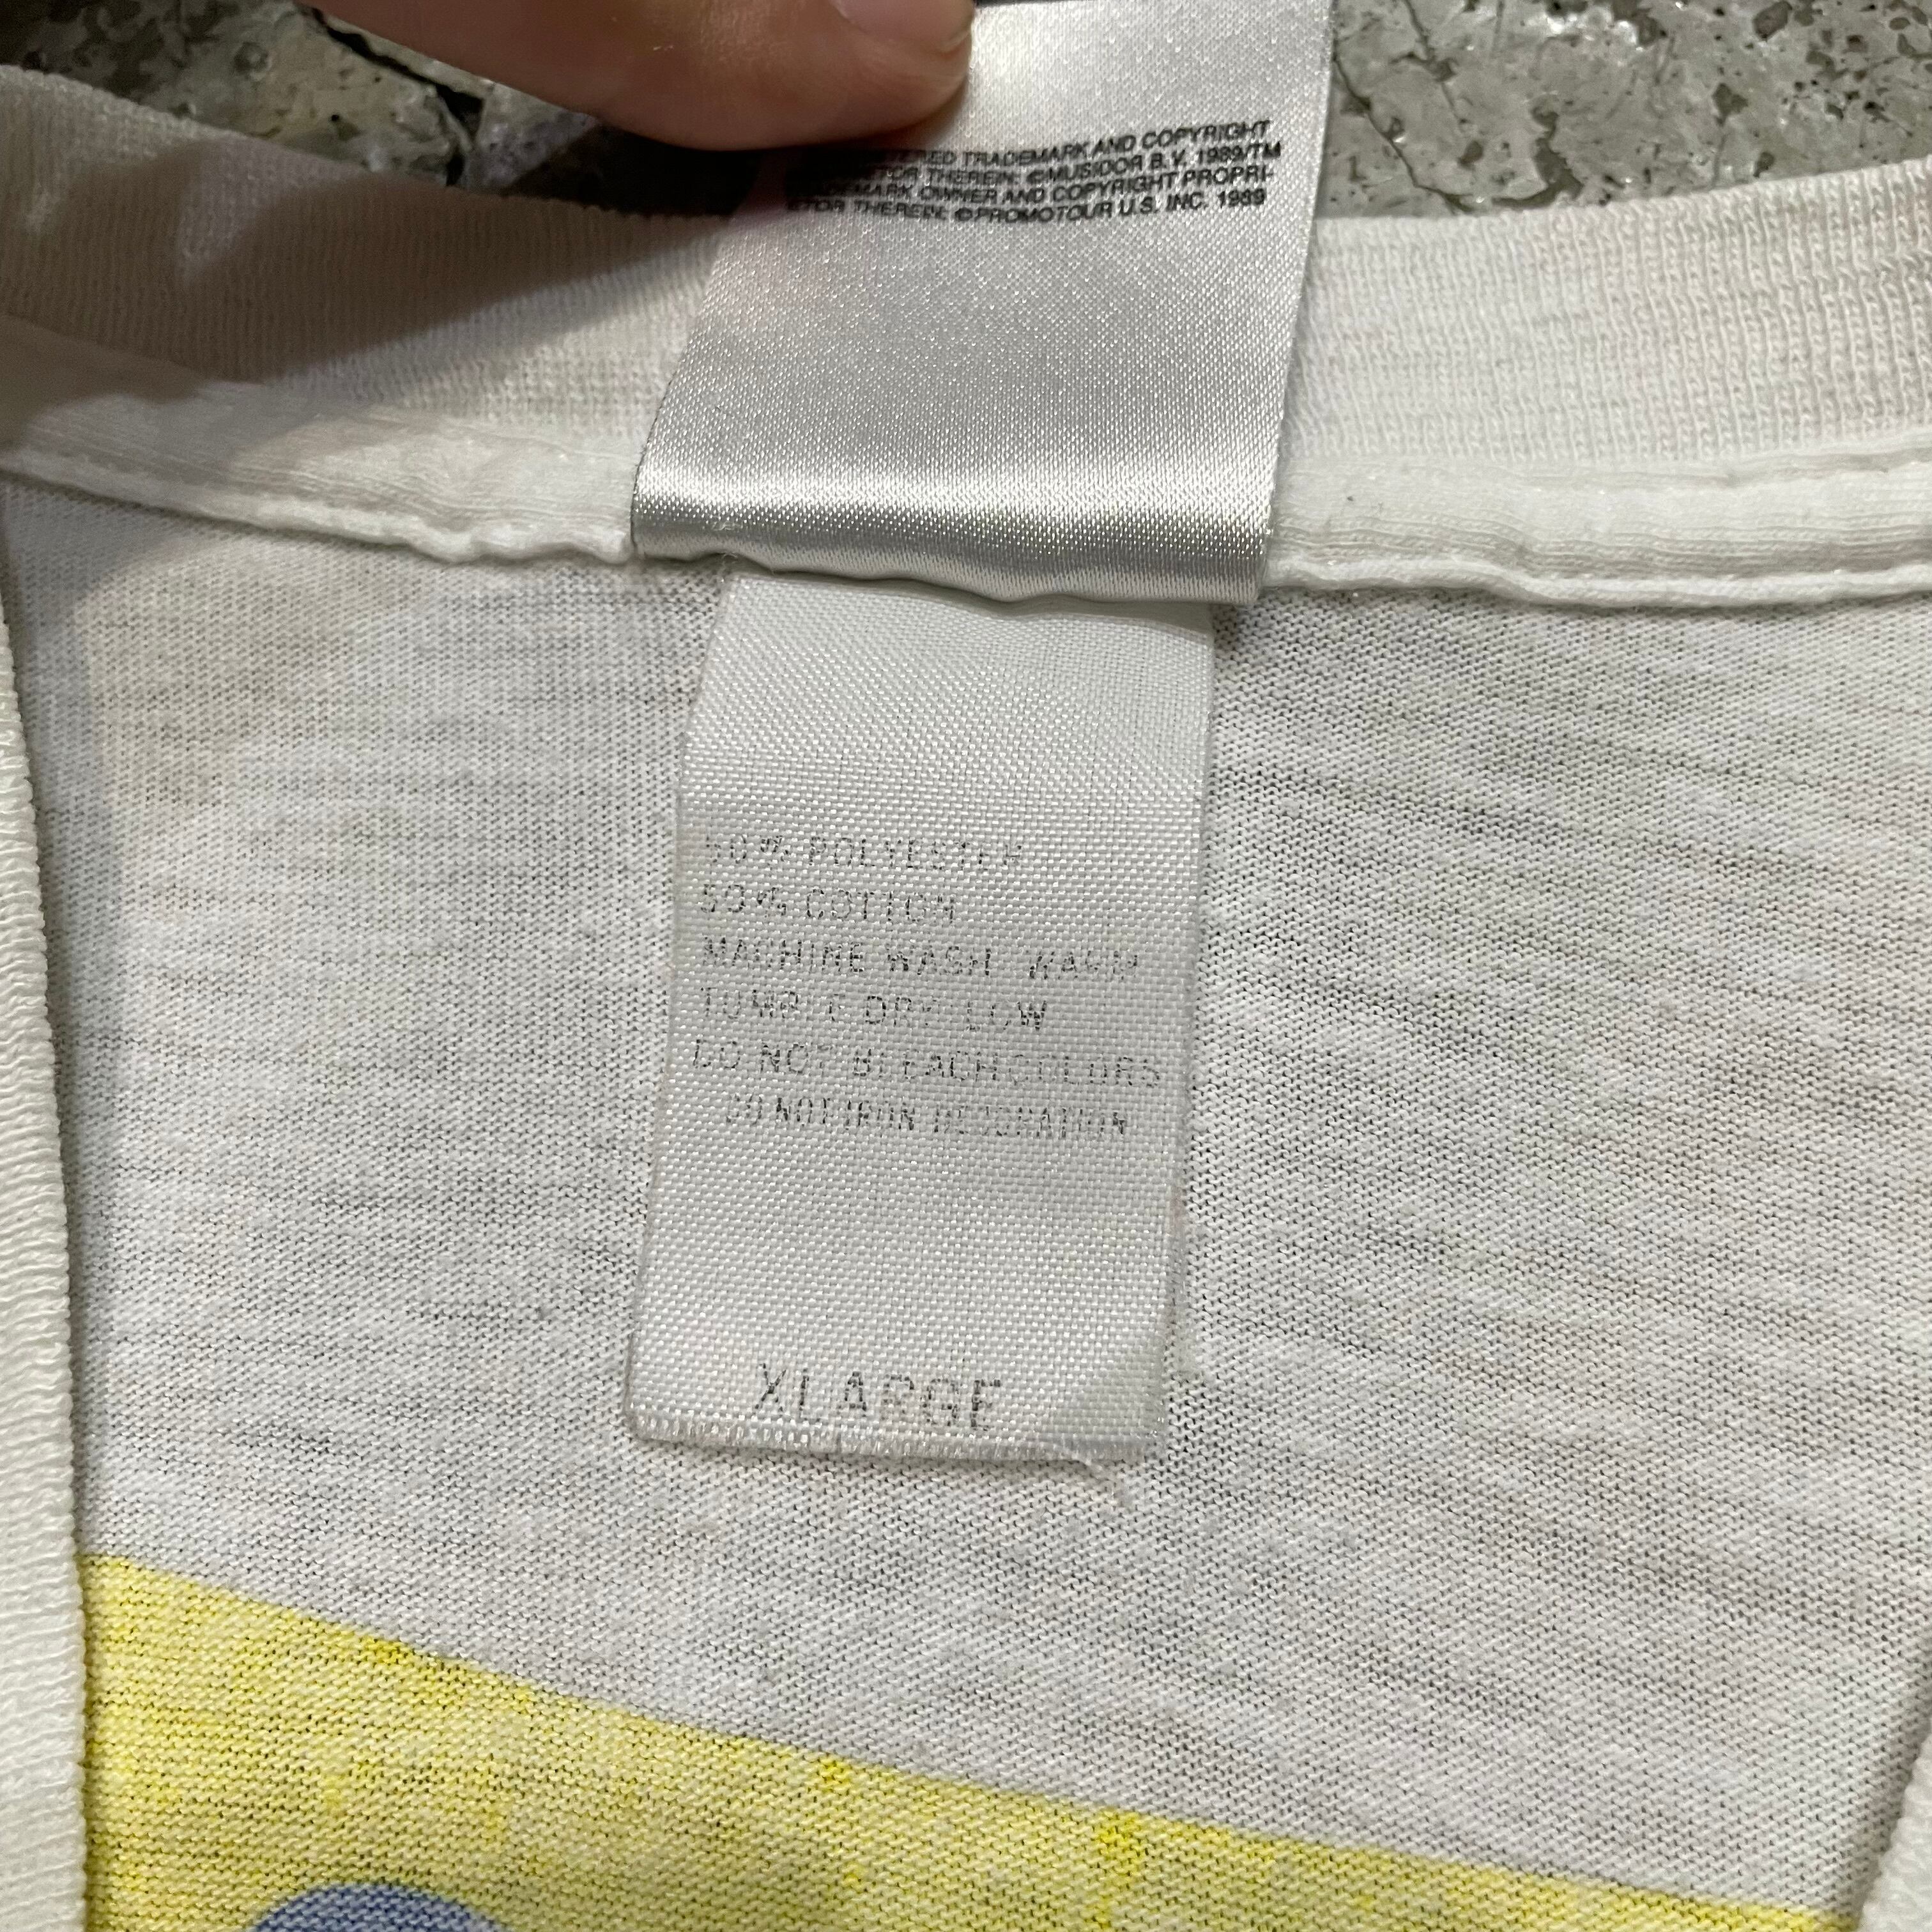 TERED TRADEMARK AND COPYRIGHT
TOR THEREIN: ©MUSIDOR B.V. 1989/TM
TRADEMARK OWNER AND COPYRIGHT PROPRI-
ETOR THEREIN, ©PROMOTOUR U.S. INC. 1989
50% POLYESTER
50% COTTON
MACHINE WASH WARM
TUMBLE DRY LOW
DO NOT BLEACH COLORS
DO NOT IRON DECORATION
XLARGE